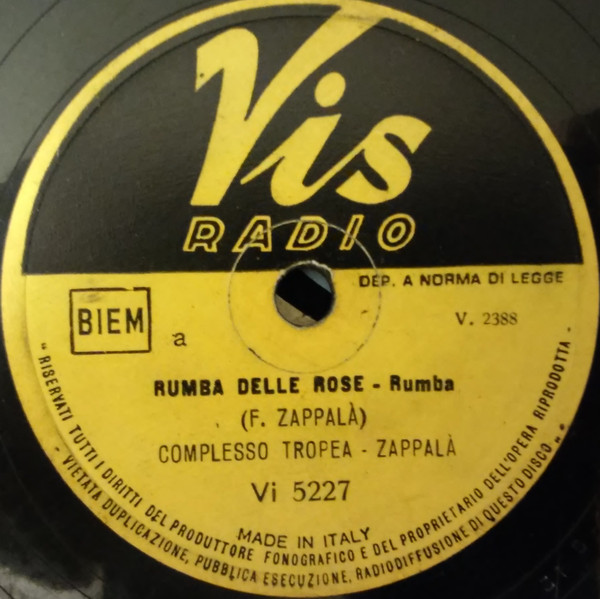 Vis
RADIO
DEP. A NORMA DI LEGGE
BIEM
a
V. 2388
RUMBA DELLE ROSE - Rumba
(F. ZAPPALÀ)
COMPLESSO TROPEA - ZAPPALÀ
Vi 5227
MADE IN ITALY
"RISERVATI TUTTI I DIRITTI DEL PRODUTTORE FONOGRAFICO E DEL PROPRIETARIO DELL'OPERA RIPRODOTTA.
- VIETATA DUPLICAZIONE, PUBBLICA ESECUZIONE, RADIODIFFUSIONE DI QUESTO DISCO"